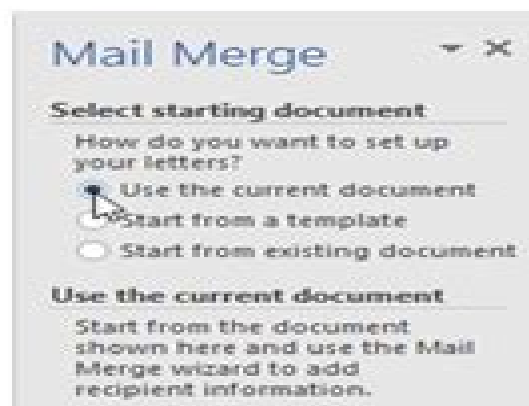 Mail Merge
Select starting document
How do you want to set up
your letters?
Use the current document
Start from a template
Start from existing document
Use the current document
Start from the document
shown here and use the Mail
Merge wizard to add
recipient information.